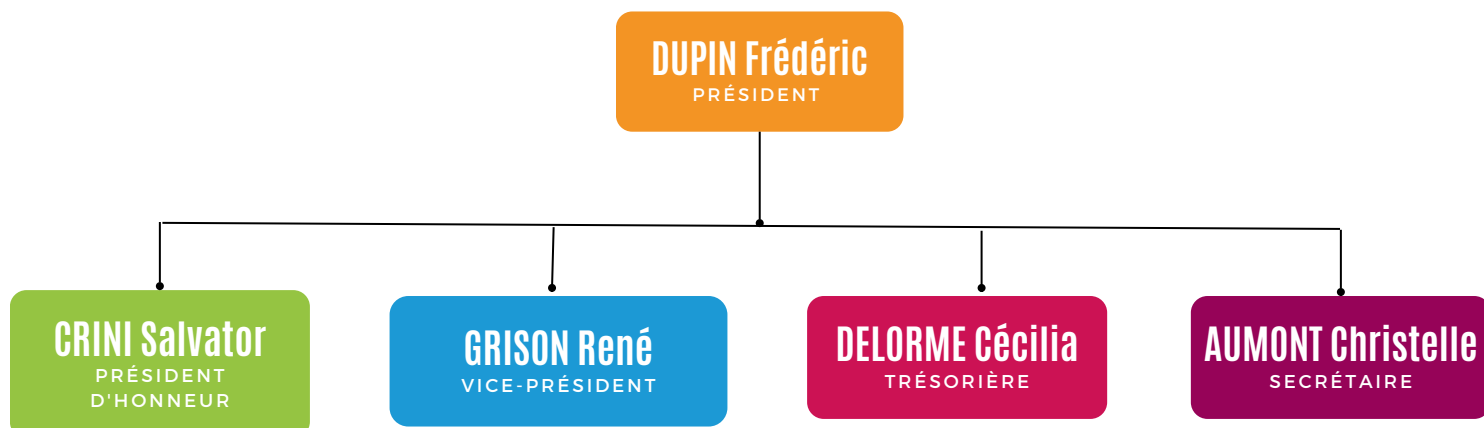 DUPIN Frédéric
PRÉSIDENT
CRINI Salvator
PRÉSIDENT
D'HONNEUR
GRISON René
VICE-PRÉSIDENT
DELORME Cécilia
TRÉSORIÈRE
AUMONT Christelle
SECRÉTAIRE